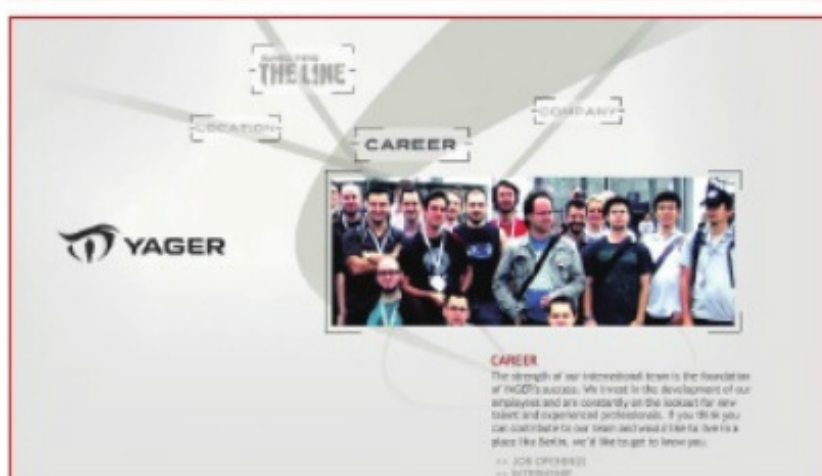 THE LINE
COMPANY
LOCATION
CAREER
YAGER
CAREER
The strength of our international team is the foundation
of YAGER's success. We invest in the development of our
employees and are constantly on the lookout for new
talent and experienced professionals. If you think you
can contribute to our team and would like to live in a
place like Berlin, we'd like to get to know you.
>> JOB OPENINGS
>> INTERNSHIP